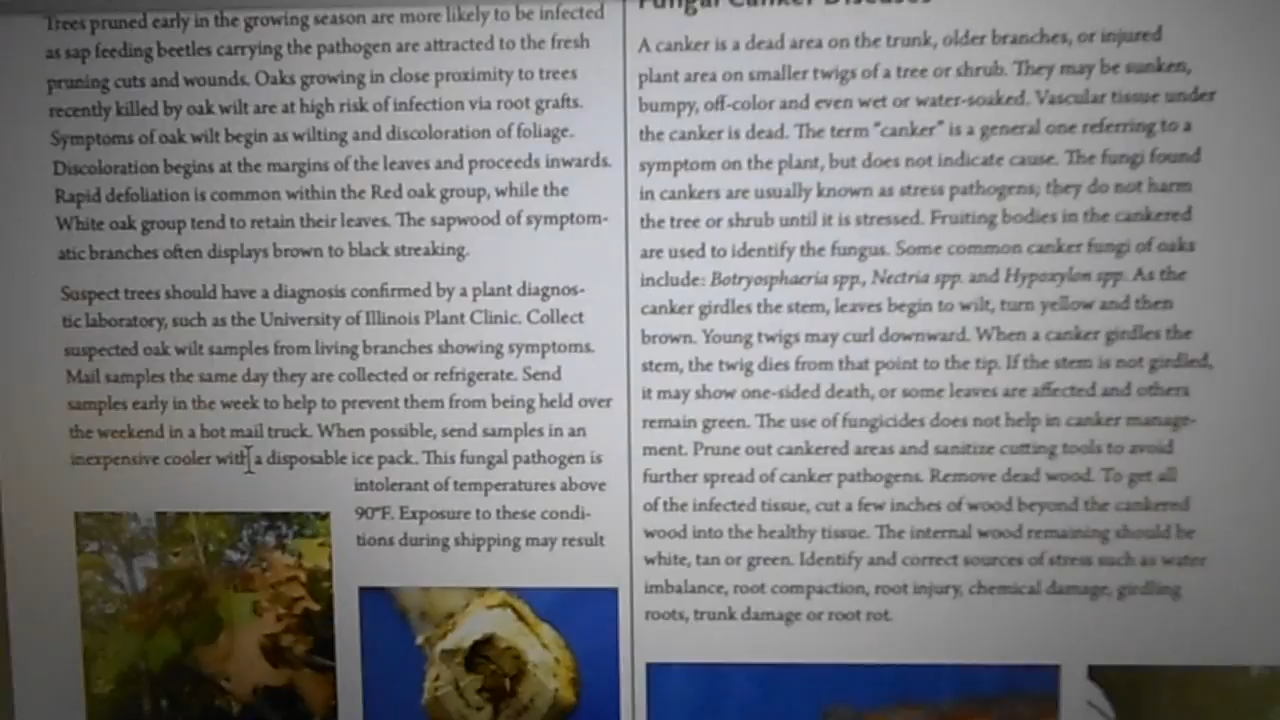 Trees pruned early in the growing season are more likely to be infected
as sap feeding beetles carrying the pathogen are attracted to the fresh
pruning cuts and wounds. Oaks growing in close proximity to trees
recently killed by oak wilt are at high risk of infection via root grafts.
Symptoms of oak wilt begin as wilting and discoloration of foliage.
Discoloration begins at the margins of the leaves and proceeds inwards.
Rapid defoliation is common within the Red oak group, while the
White oak group tend to retain their leaves. The sapwood of symptom-
atic branches often displays brown to black streaking.
Suspect trees should have a diagnosis confirmed by a plant diagnos-
tic laboratory, such as the University of Illinois Plant Clinic. Collect
suspected oak wilt samples from living branches showing symptoms.
Mail samples the same day they are collected or refrigerate. Send
samples early in the week to help to prevent them from being held over
the weekend in a hot mail truck. When possible, send samples in an
inexpensive cooler with a disposable ice pack. This fungal pathogen is
intolerant of temperatures above
90°F. Exposure to these condi-
tions during shipping may result
Fungal Canker Diseases
A canker is a dead area on the trunk, older branches, or injured
plant area on smaller twigs of a tree or shrub. They may be sunken,
bumpy, off-color and even wet or water-soaked. Vascular tissue under
the canker is dead. The term "canker" is a general one referring to a
symptom on the plant, but does not indicate cause. The fungi found
in cankers are usually known as stress pathogens; they do not harm
the tree or shrub until it is stressed. Fruiting bodies in the cankered
are used to identify the fungus. Some common canker fungi of oaks
include: Botryosphaeria spp., Nectria spp. and Hypoxylon spp. As the
canker girdles the stem, leaves begin to wilt, turn yellow and then
brown. Young twigs may curl downward. When a canker girdles the
stem, the twig dies from that point to the tip. If the stem is not girdled,
it may show one-sided death, or some leaves are affected and others
remain green. The use of fungicides does not help in canker manage-
ment. Prune out cankered areas and sanitize cutting tools to avoid
further spread of canker pathogens. Remove dead wood. To get all
of the infected tissue, cut a few inches of wood beyond the cankered
wood into the healthy tissue. The internal wood remaining should be
white, tan or green. Identify and correct sources of stress such as water
imbalance, root compaction, root injury, chemical damage, girdling
roots, trunk damage or root rot.